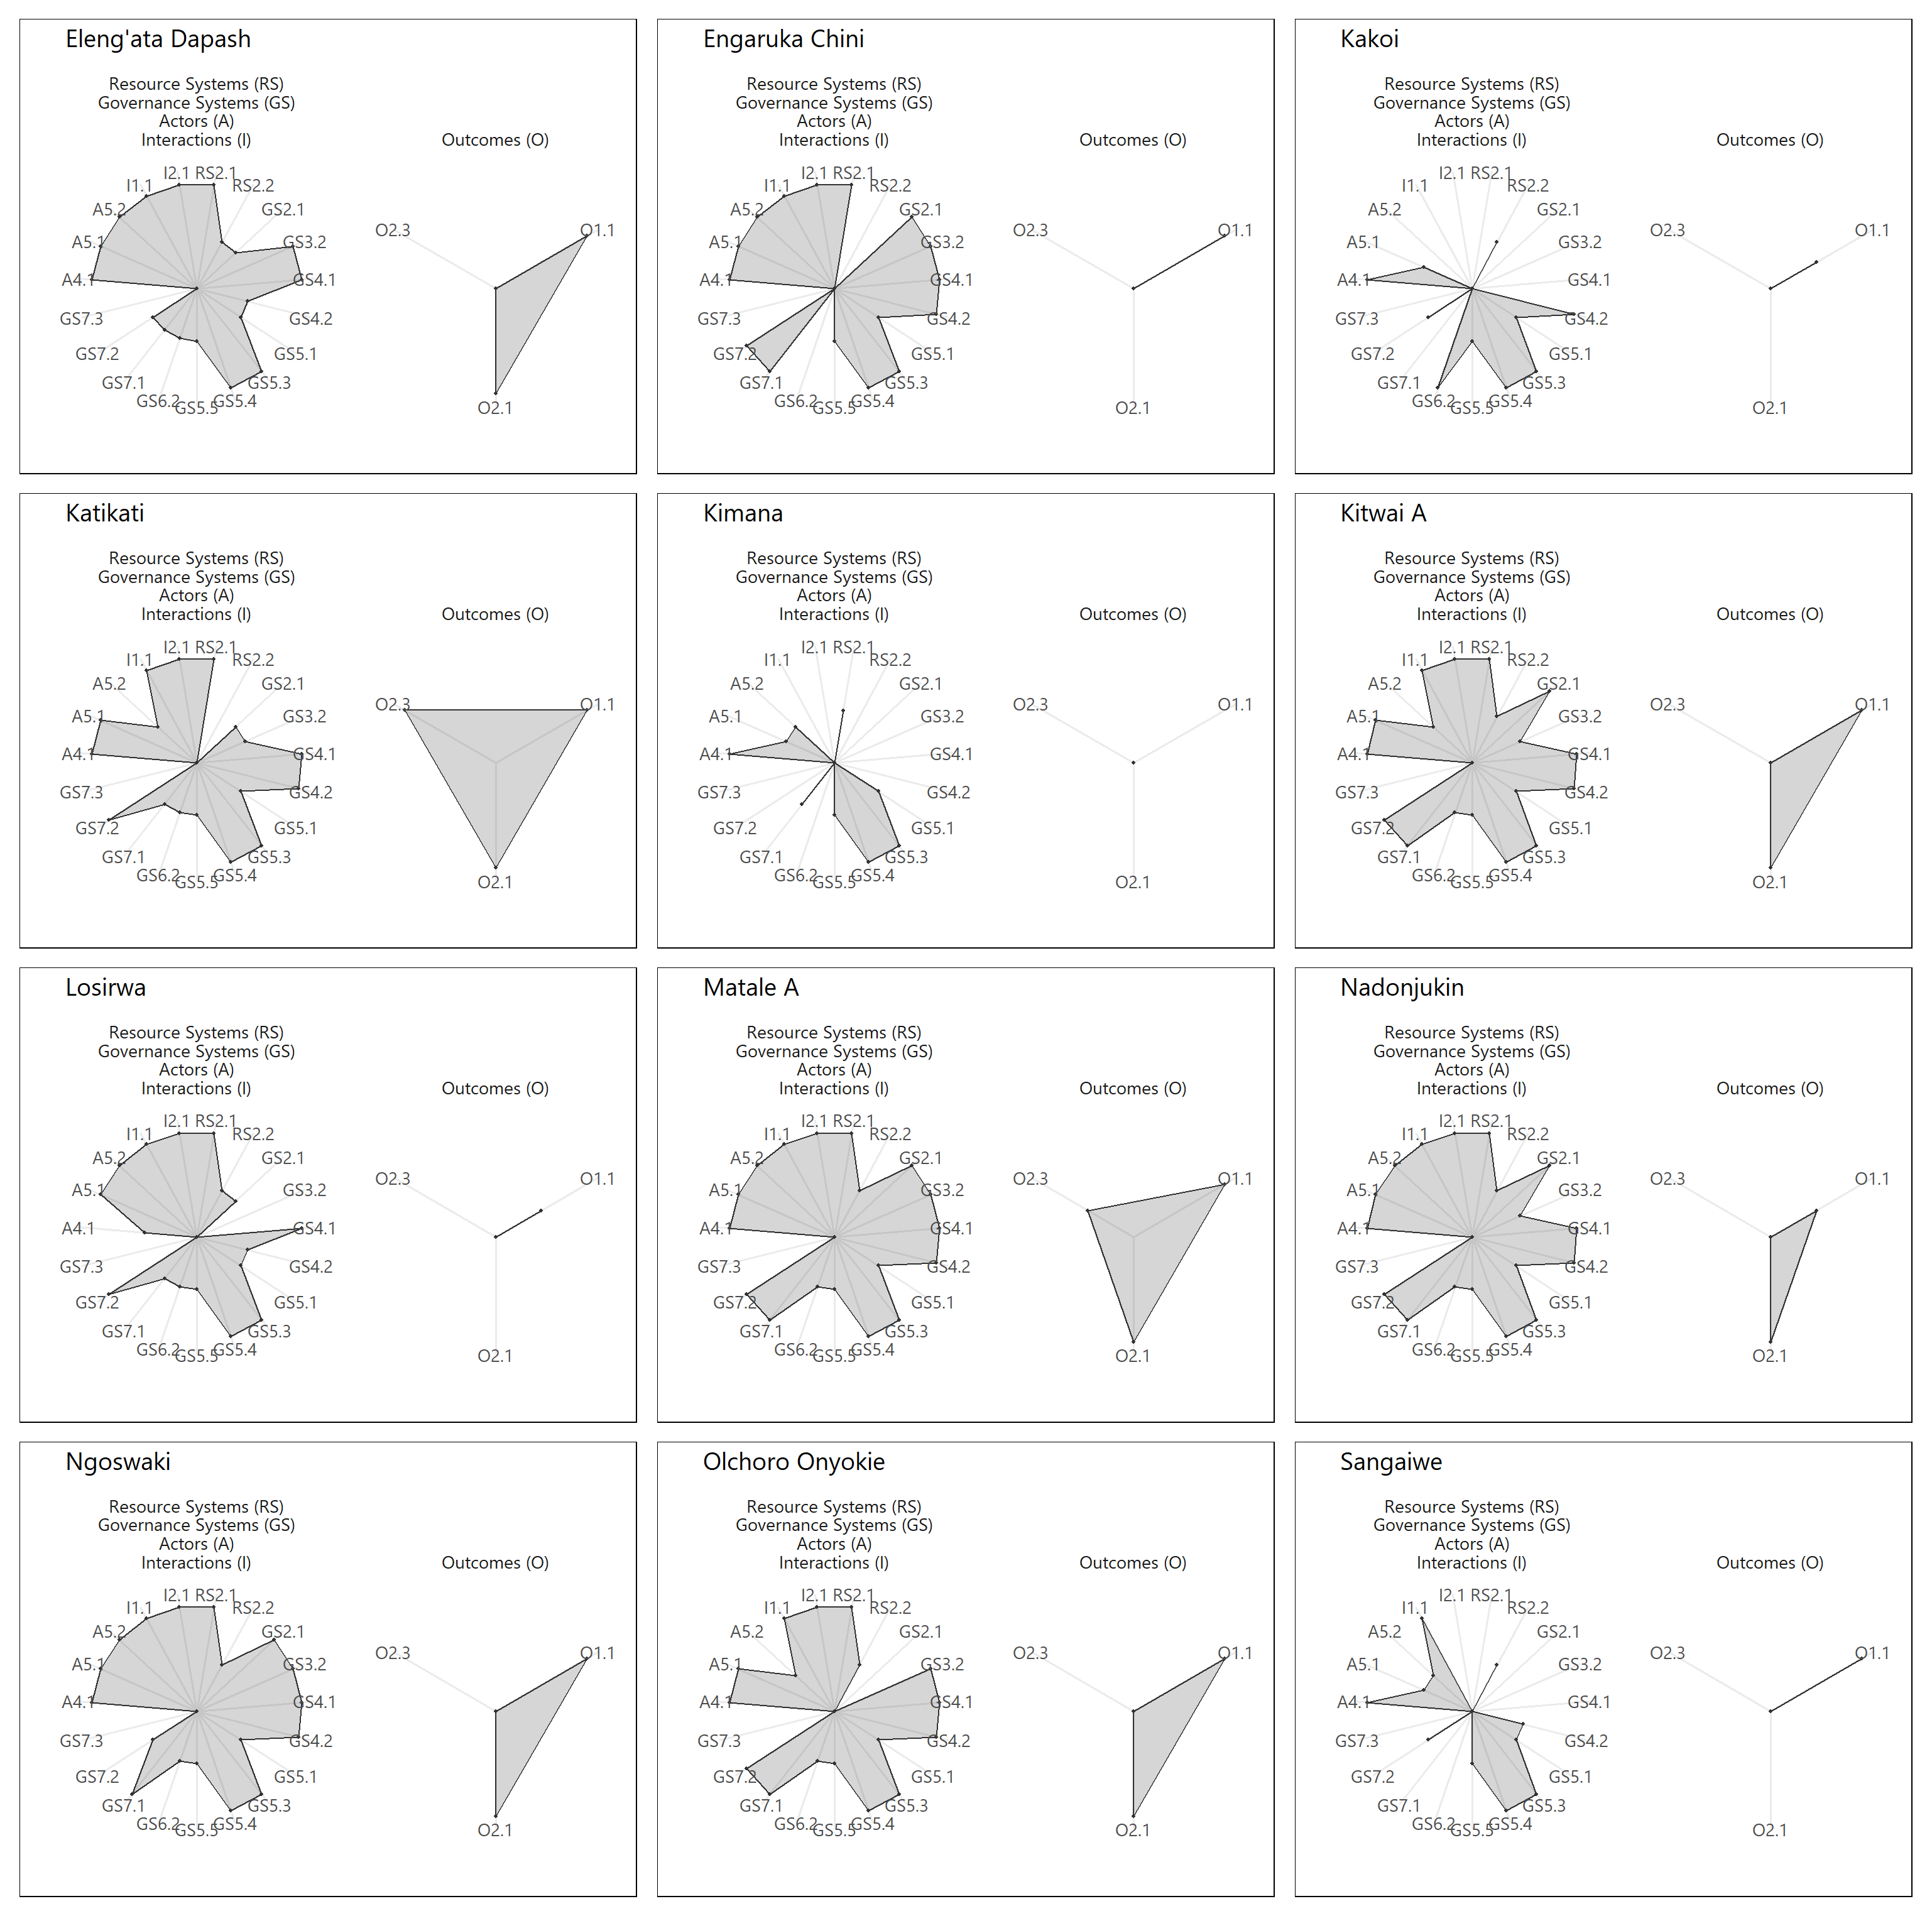 Eleng'ata Dapash
Resource Systems (RS)
Governance Systems (GS)
Actors (A)
Interactions (I)
Outcomes (O)
I2.1 RS2.1
I1.1 RS2.2
A5.2 GS2.1
A5.1 GS3.2
A4.1 GS4.1
GS7.3 GS4.2
GS7.2 GS5.1
GS7.1 GS5.3
GS6.2 GS5.5 GS5.4
O2.3 O1.1
O2.1
Engaruka Chini
Resource Systems (RS)
Governance Systems (GS)
Actors (A)
Interactions (I)
Outcomes (O)
I2.1 RS2.1
I1.1 RS2.2
A5.2 GS2.1
A5.1 GS3.2
A4.1 GS4.1
GS7.3 GS4.2
GS7.2 GS5.1
GS7.1 GS5.3
GS6.2 GS5.5 GS5.4
O2.3 O1.1
O2.1
Kakoi
Resource Systems (RS)
Governance Systems (GS)
Actors (A)
Interactions (I)
Outcomes (O)
I2.1 RS2.1
I1.1 RS2.2
A5.2 GS2.1
A5.1 GS3.2
A4.1 GS4.1
GS7.3 GS4.2
GS7.2 GS5.1
GS7.1 GS5.3
GS6.2 GS5.5 GS5.4
O2.3 O1.1
O2.1
Katikati
Resource Systems (RS)
Governance Systems (GS)
Actors (A)
Interactions (I)
Outcomes (O)
I2.1 RS2.1
I1.1 RS2.2
A5.2 GS2.1
A5.1 GS3.2
A4.1 GS4.1
GS7.3 GS4.2
GS7.2 GS5.1
GS7.1 GS5.3
GS6.2 GS5.5 GS5.4
O2.3 O1.1
O2.1
Kimana
Resource Systems (RS)
Governance Systems (GS)
Actors (A)
Interactions (I)
Outcomes (O)
I2.1 RS2.1
I1.1 RS2.2
A5.2 GS2.1
A5.1 GS3.2
A4.1 GS4.1
GS7.3 GS4.2
GS7.2 GS5.1
GS7.1 GS5.3
GS6.2 GS5.5 GS5.4
O2.3 O1.1
O2.1
Kitwai A
Resource Systems (RS)
Governance Systems (GS)
Actors (A)
Interactions (I)
Outcomes (O)
I2.1 RS2.1
I1.1 RS2.2
A5.2 GS2.1
A5.1 GS3.2
A4.1 GS4.1
GS7.3 GS4.2
GS7.2 GS5.1
GS7.1 GS5.3
GS6.2 GS5.5 GS5.4
O2.3 O1.1
O2.1
Losirwa
Resource Systems (RS)
Governance Systems (GS)
Actors (A)
Interactions (I)
Outcomes (O)
I2.1 RS2.1
I1.1 RS2.2
A5.2 GS2.1
A5.1 GS3.2
A4.1 GS4.1
GS7.3 GS4.2
GS7.2 GS5.1
GS7.1 GS5.3
GS6.2 GS5.5 GS5.4
O2.3 O1.1
O2.1
Matale A
Resource Systems (RS)
Governance Systems (GS)
Actors (A)
Interactions (I)
Outcomes (O)
I2.1 RS2.1
I1.1 RS2.2
A5.2 GS2.1
A5.1 GS3.2
A4.1 GS4.1
GS7.3 GS4.2
GS7.2 GS5.1
GS7.1 GS5.3
GS6.2 GS5.5 GS5.4
O2.3 O1.1
O2.1
Nadonjukin
Resource Systems (RS)
Governance Systems (GS)
Actors (A)
Interactions (I)
Outcomes (O)
I2.1 RS2.1
I1.1 RS2.2
A5.2 GS2.1
A5.1 GS3.2
A4.1 GS4.1
GS7.3 GS4.2
GS7.2 GS5.1
GS7.1 GS5.3
GS6.2 GS5.5 GS5.4
O2.3 O1.1
O2.1
Ngoswaki
Resource Systems (RS)
Governance Systems (GS)
Actors (A)
Interactions (I)
Outcomes (O)
I2.1 RS2.1
I1.1 RS2.2
A5.2 GS2.1
A5.1 GS3.2
A4.1 GS4.1
GS7.3 GS4.2
GS7.2 GS5.1
GS7.1 GS5.3
GS6.2 GS5.5 GS5.4
O2.3 O1.1
O2.1
Olchoro Onyokie
Resource Systems (RS)
Governance Systems (GS)
Actors (A)
Interactions (I)
Outcomes (O)
I2.1 RS2.1
I1.1 RS2.2
A5.2 GS2.1
A5.1 GS3.2
A4.1 GS4.1
GS7.3 GS4.2
GS7.2 GS5.1
GS7.1 GS5.3
GS6.2 GS5.5 GS5.4
O2.3 O1.1
O2.1
Sangaiwe
Resource Systems (RS)
Governance Systems (GS)
Actors (A)
Interactions (I)
Outcomes (O)
I2.1 RS2.1
I1.1 RS2.2
A5.2 GS2.1
A5.1 GS3.2
A4.1 GS4.1
GS7.3 GS4.2
GS7.2 GS5.1
GS7.1 GS5.3
GS6.2 GS5.5 GS5.4
O2.3 O1.1
O2.1